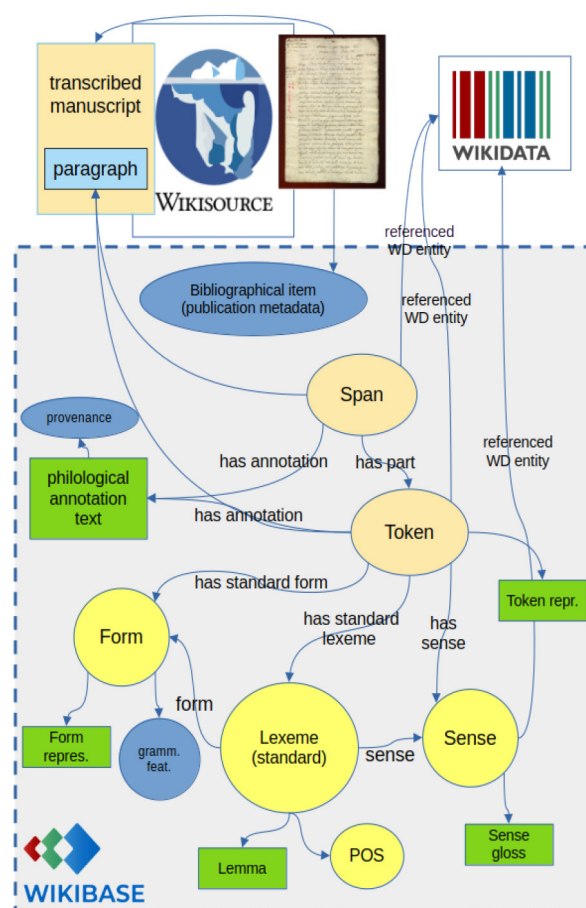 transcribed
manuscript
paragraph
WIKISOURCE
WIKIDATA
referenced
WD entity
Bibliographical item
(publication metadata)
referenced
WD entity
Span
provenance
referenced
WD entity
has annotation
has part
philological
annotation
text
has annotation
Token
has standard form
Token repr.
has standard
lexeme
has
sense
Form
form
Lexeme
(standard)
sense
Sense
Form
repres.
gramm.
feat.
Sense
gloss
Lemma
POS
WIKIBASE